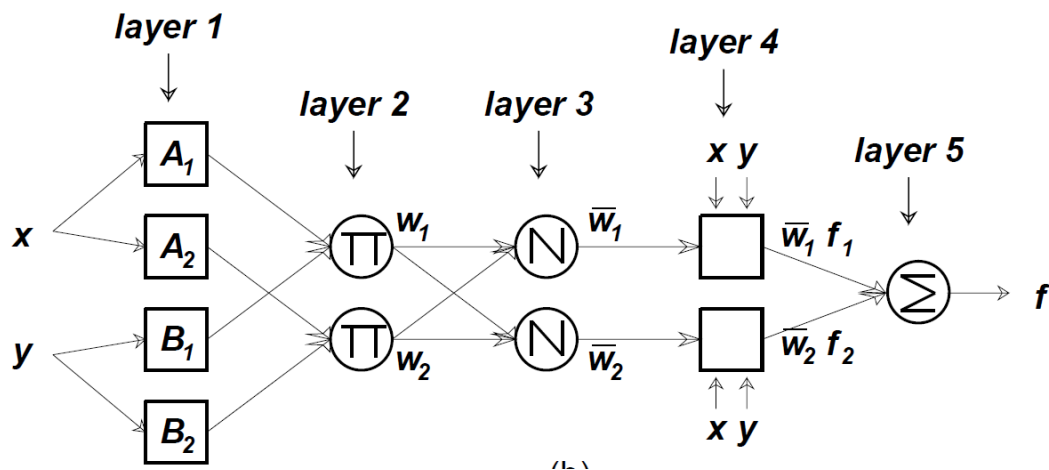 layer 1
layer 2
layer 3
layer 4
layer 5
x
y
A1
A2
B1
B2
Π
Π
w1
w2
N
N
w̅1
w̅2
x y
x y
w̅1 f1
w̅2 f2
Σ
f
(b)